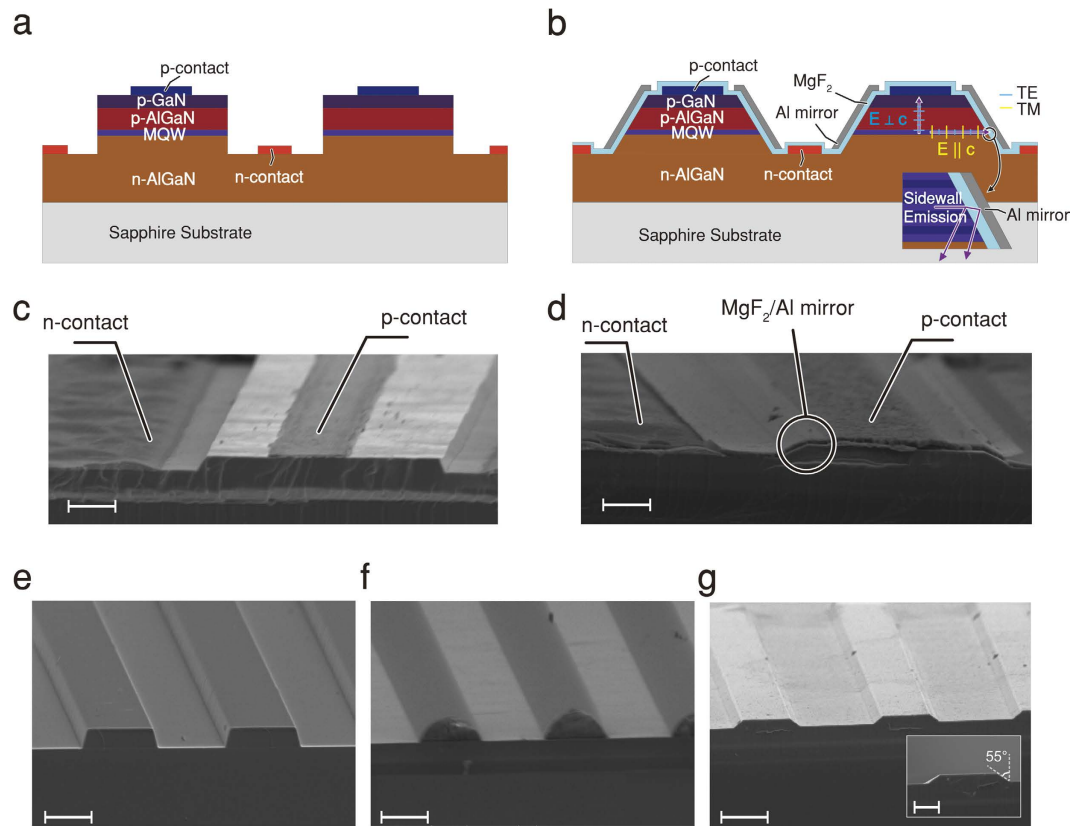 a
p-contact
p-GaN
p-AlGaN
MQW
n-AlGaN
n-contact
Sapphire Substrate
b
p-contact
MgF2
Al mirror
p-GaN
p-AlGaN
MQW
E ⊥ c
E || c
TE
TM
n-AlGaN
n-contact
Sidewall
Emission
Al mirror
Sapphire Substrate
c
n-contact
p-contact
d
n-contact
MgF2/Al mirror
p-contact
e
f
g
55°